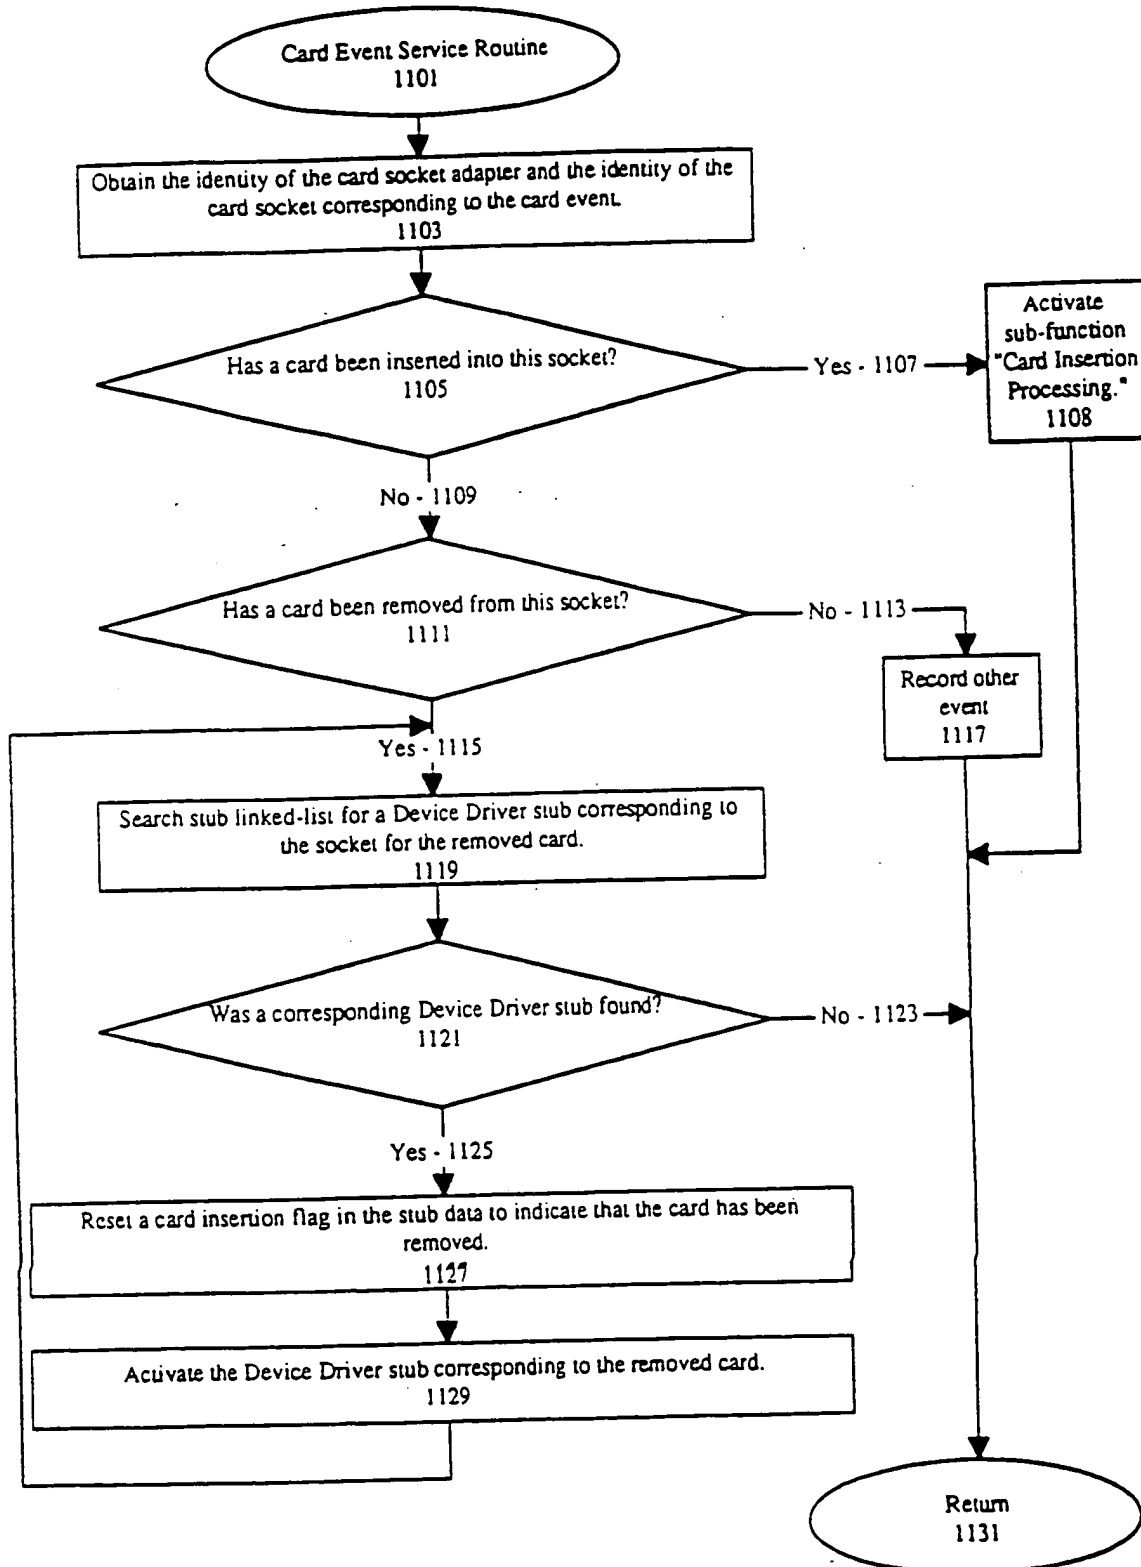 Card Event Service Routine
1101
Obtain the identity of the card socket adapter and the identity of the
card socket corresponding to the card event.
1103
Has a card been inserted into this socket?
1105
Yes - 1107
Activate
sub-function
"Card Insertion
Processing."
1108
No - 1109
Has a card been removed from this socket?
1111
No - 1113
Record other
event
1117
Yes - 1115
Search stub linked-list for a Device Driver stub corresponding to
the socket for the removed card.
1119
Was a corresponding Device Driver stub found?
1121
No - 1123
Yes - 1125
Reset a card insertion flag in the stub data to indicate that the card has been
removed.
1127
Activate the Device Driver stub corresponding to the removed card.
1129
Return
1131